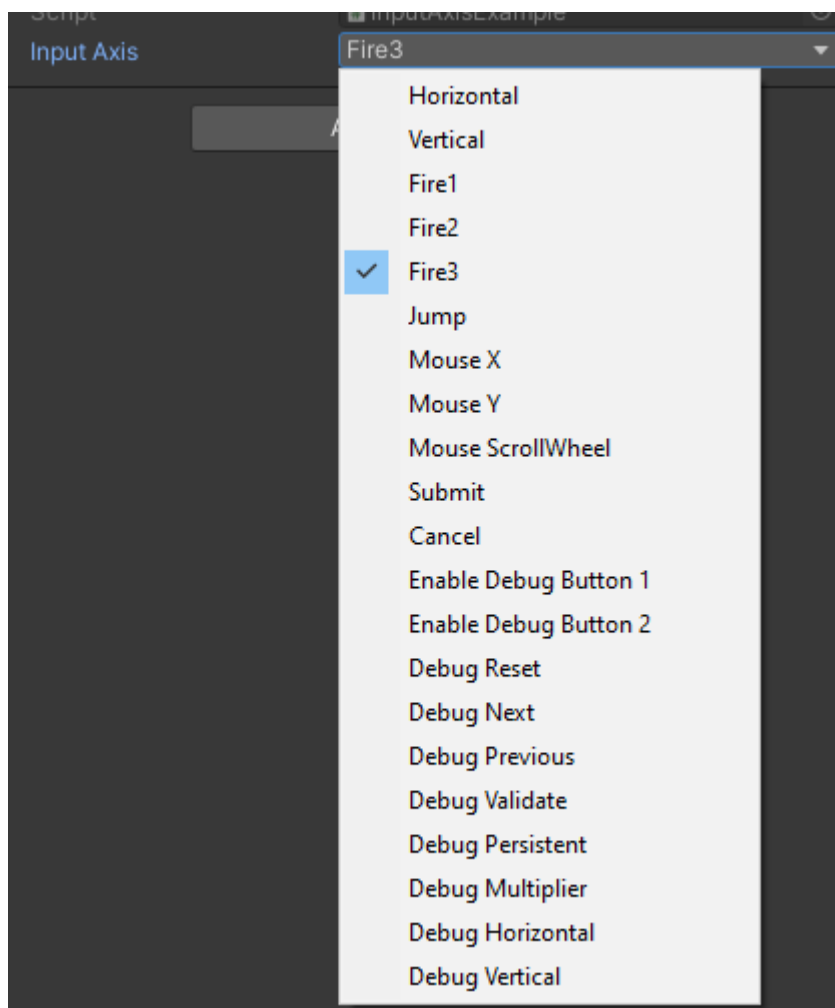 Script InputAxisExample
Input Axis Fire3
Horizontal
Vertical
Fire1
Fire2
Fire3
Jump
Mouse X
Mouse Y
Mouse ScrollWheel
Submit
Cancel
Enable Debug Button 1
Enable Debug Button 2
Debug Reset
Debug Next
Debug Previous
Debug Validate
Debug Persistent
Debug Multiplier
Debug Horizontal
Debug Vertical